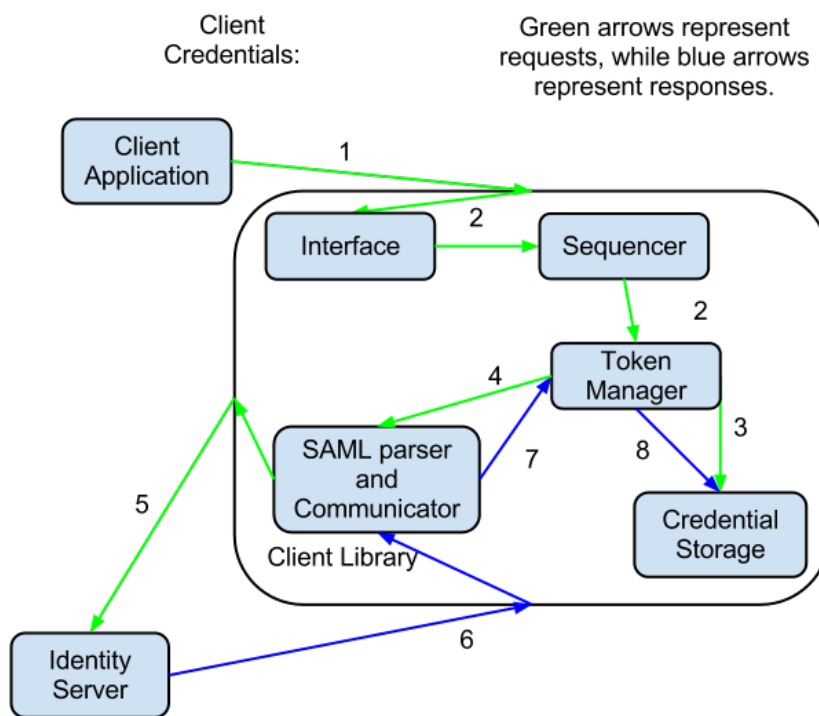 Client
Credentials:
Green arrows represent
requests, while blue arrows
represent responses.
Client
Application
1
2
Interface
Sequencer
2
Token
Manager
4
3
7
8
SAML parser
and
Communicator
5
Credential
Storage
Client Library
6
Identity
Server